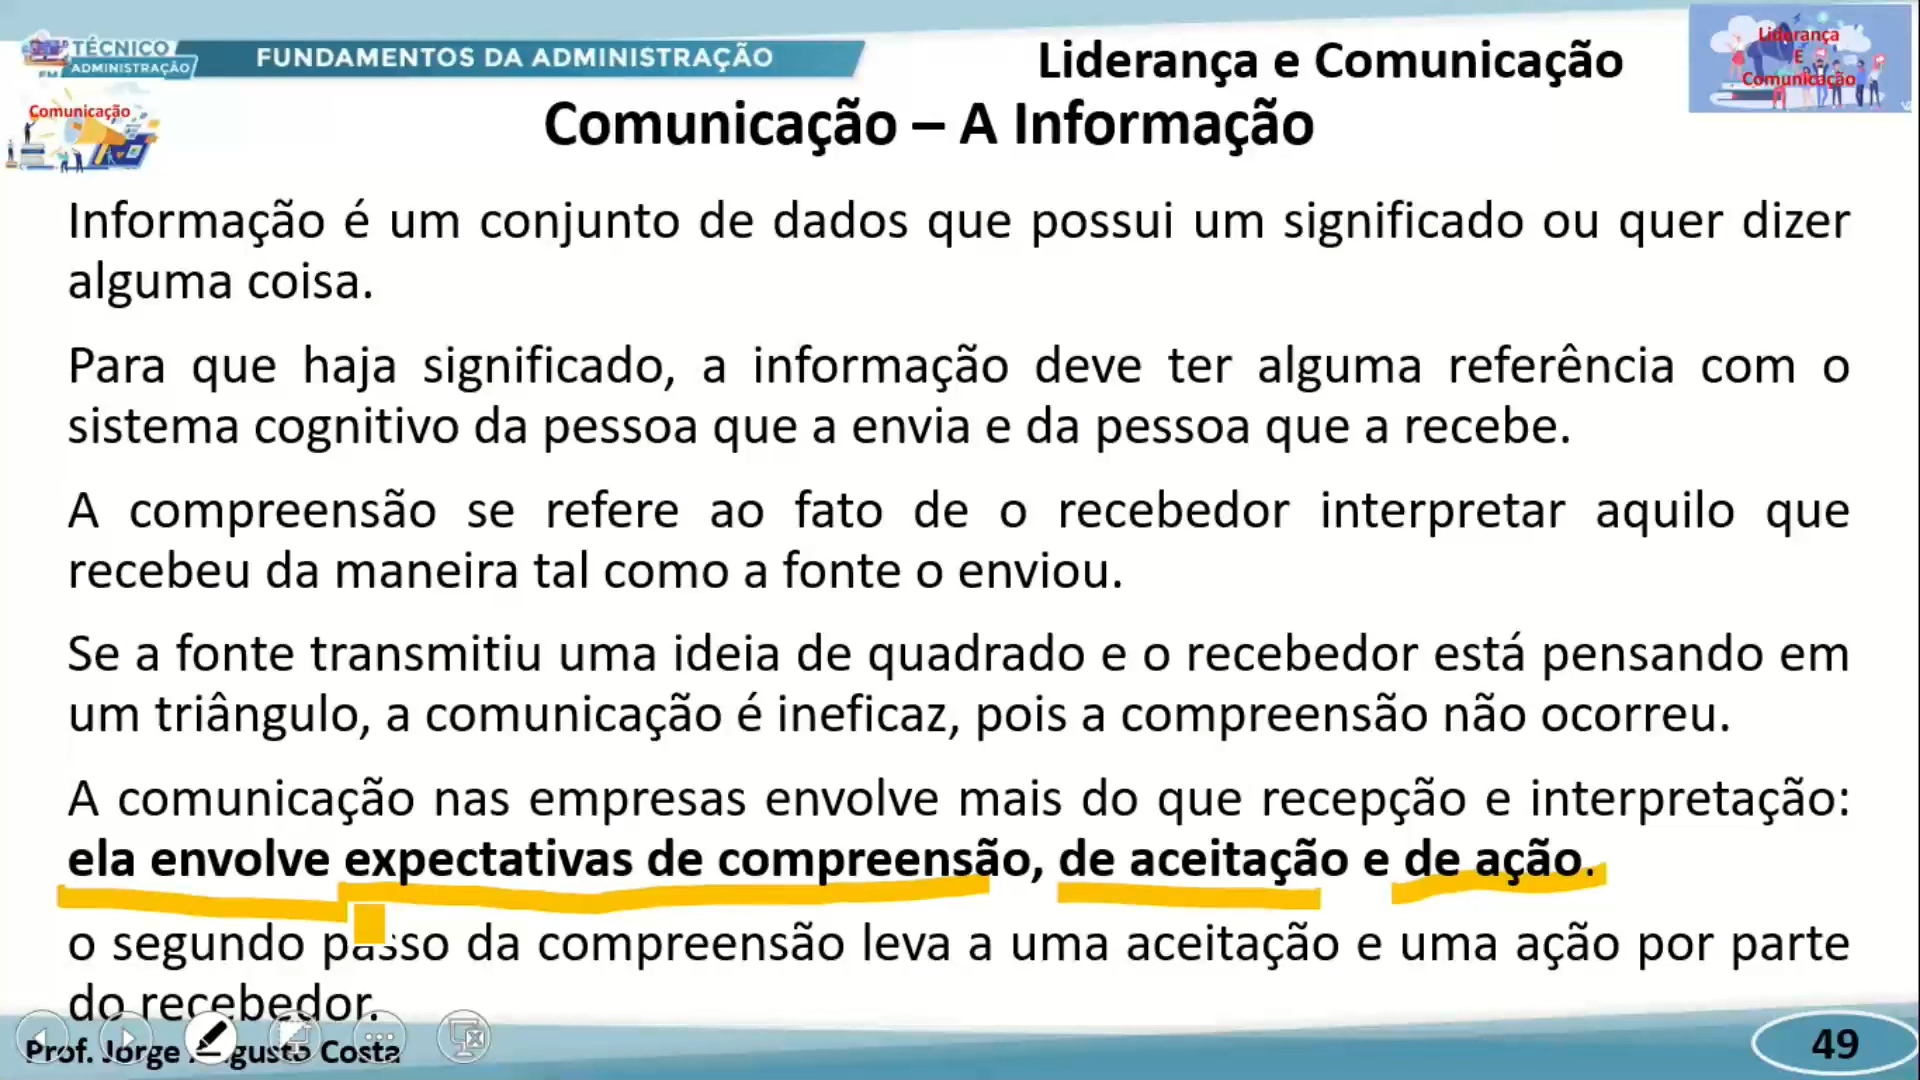 TÉCNICO
EM ADMINISTRAÇÃO
FUNDAMENTOS DA ADMINISTRAÇÃO
Liderança e Comunicação
Liderança
E
Comunicação
Comunicação
Comunicação – A Informação
Informação é um conjunto de dados que possui um significado ou quer dizer
alguma coisa.
Para que haja significado, a informação deve ter alguma referência com o
sistema cognitivo da pessoa que a envia e da pessoa que a recebe.
A compreensão se refere ao fato de o recebedor interpretar aquilo que
recebeu da maneira tal como a fonte o enviou.
Se a fonte transmitiu uma ideia de quadrado e o recebedor está pensando em
um triângulo, a comunicação é ineficaz, pois a compreensão não ocorreu.
A comunicação nas empresas envolve mais do que recepção e interpretação:
ela envolve expectativas de compreensão, de aceitação e de ação.
o segundo passo da compreensão leva a uma aceitação e uma ação por parte
do recebedor.
Prof. Jorge Augusto Costa
49